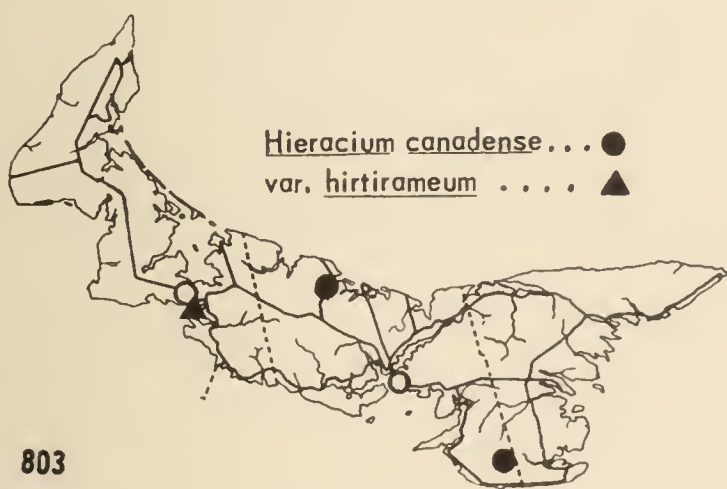 Hieracium canadense... ●
var. hirtirameum .... ▲
803